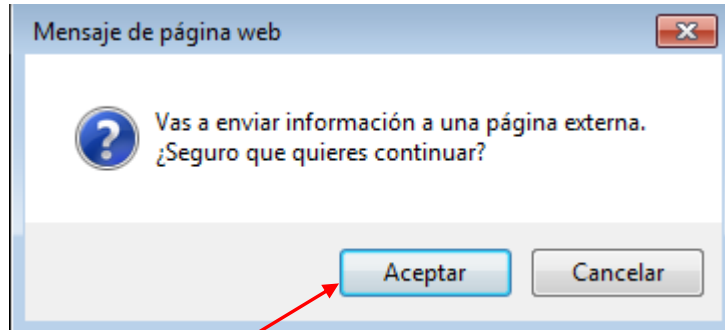 Mensaje de página web
Vas a enviar información a una página externa.
¿Seguro que quieres continuar?
Aceptar
Cancelar